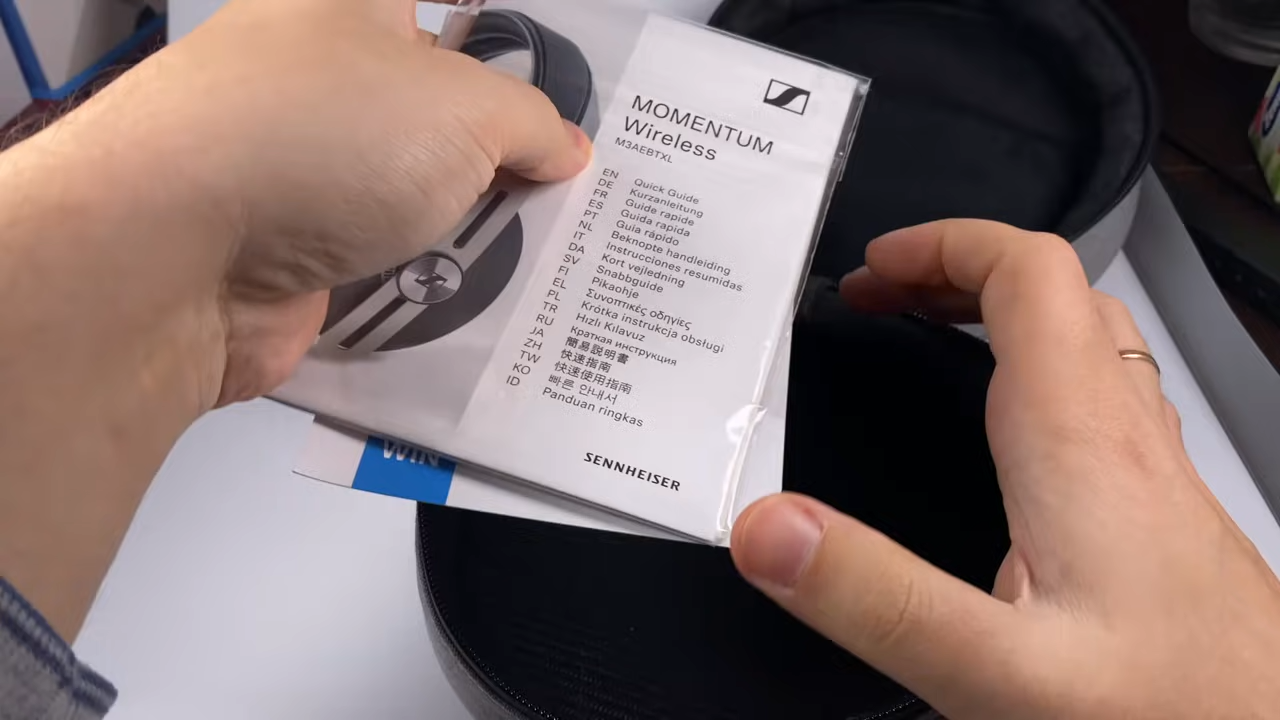 MOMENTUM
Wireless
M3AEBTXL
EN Quick Guide
DE Kurzanleitung
FR Guide rapide
ES Guida rapida
PT Guia rápido
NL Beknopte handleiding
IT Instrucciones resumidas
DA Kort vejledning
SV Snabbguide
FI Pikaohje
EL Συνοπτικές οδηγίες
PL Krótka instrukcja obsługi
TR Hızlı Kılavuz
RU Краткая инструкция
JA 簡易説明書
ZH 快速指南
TW 快速使用指南
KO 빠른 안내서
ID Panduan ringkas
SENNHEISER
WIN